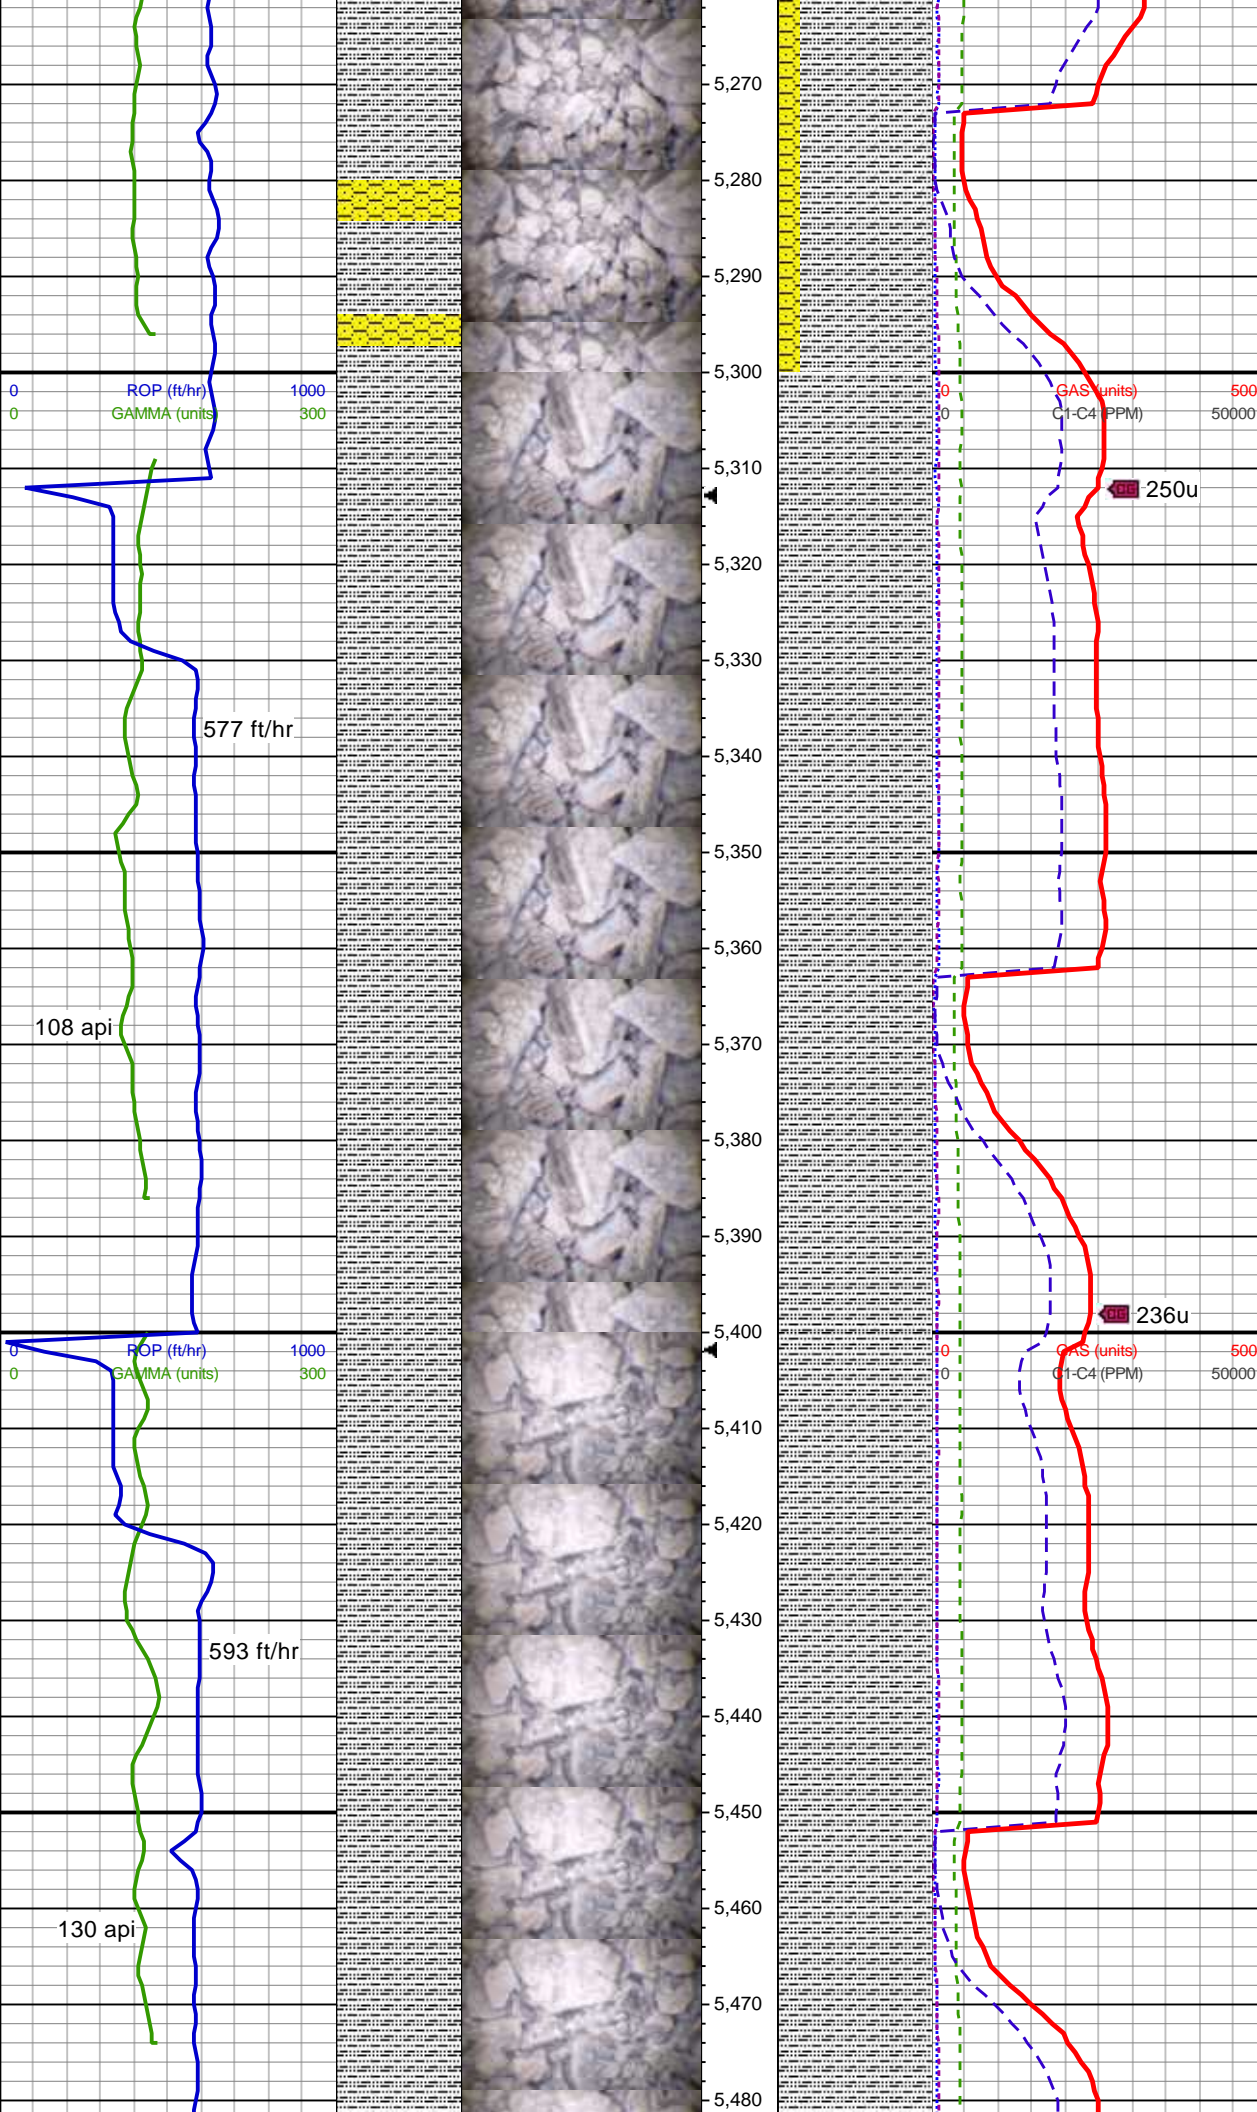 5,270
5,280
5,290
5,300
0 ROP (ft/hr) 1000
0 GAMMA (units) 300
0 GAS (units) 500
0 C1-C4 (PPM) 50000
5,310
CG 250u
5,320
5,330
577 ft/hr
5,340
5,350
5,360
108 api
5,370
5,380
5,390
CG 236u
5,400
0 ROP (ft/hr) 1000
0 GAMMA (units) 300
0 GAS (units) 500
0 C1-C4 (PPM) 50000
5,410
5,420
5,430
593 ft/hr
5,440
5,450
5,460
130 api
5,470
5,480